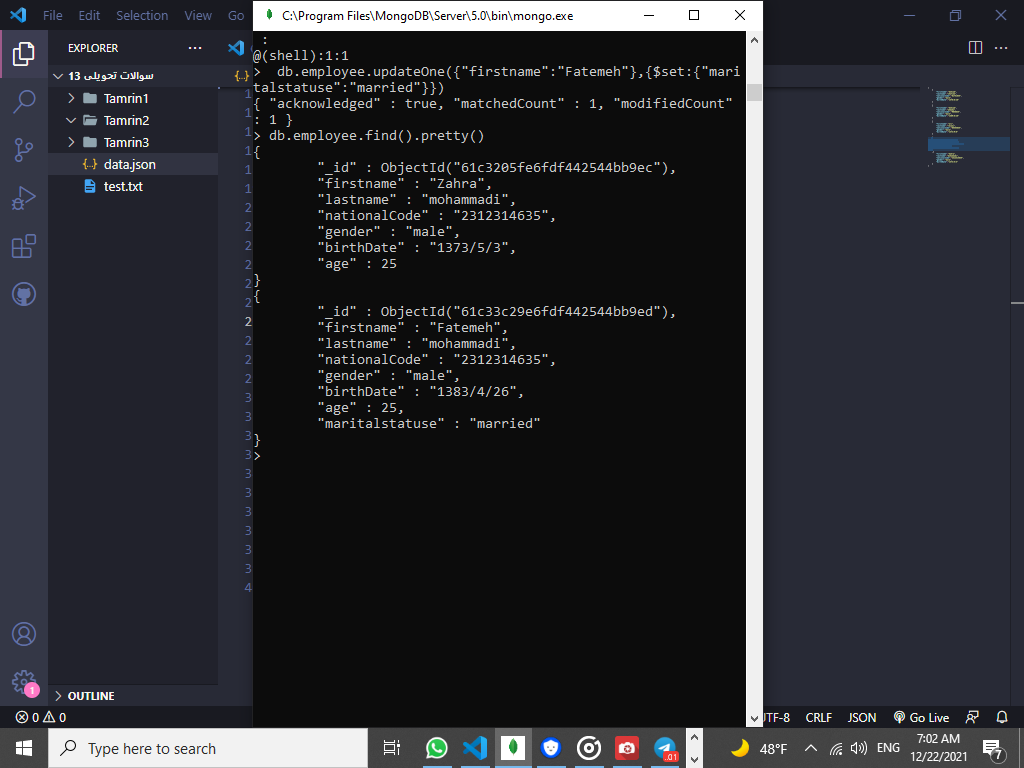 File Edit Selection View Go
C:\Program Files\MongoDB\Server\5.0\bin\mongo.exe
EXPLORER
سوالات تحویلی 13
Tamrin1
Tamrin2
Tamrin3
data.json
test.txt
OUTLINE
:
@(shell):1:1
>  db.employee.updateOne({"firstname":"Fatemeh"},{$set:{"mari
talstatuse":"married"}})
{ "acknowledged" : true, "matchedCount" : 1, "modifiedCount"
: 1 }
> db.employee.find().pretty()
{
"_id" : ObjectId("61c3205fe6fdf442544bb9ec"),
"firstname" : "Zahra",
"lastname" : "mohammadi",
"nationalCode" : "2312314635",
"gender" : "male",
"birthDate" : "1373/5/3",
"age" : 25
}
{
"_id" : ObjectId("61c33c29e6fdf442544bb9ed"),
"firstname" : "Fatemeh",
"lastname" : "mohammadi",
"nationalCode" : "2312314635",
"gender" : "male",
"birthDate" : "1383/4/26",
"age" : 25,
"maritalstatuse" : "married"
}
>
1
0 0
UTF-8 CRLF JSON Go Live
Type here to search
.01
48°F
ENG
7:02 AM
12/22/2021
7